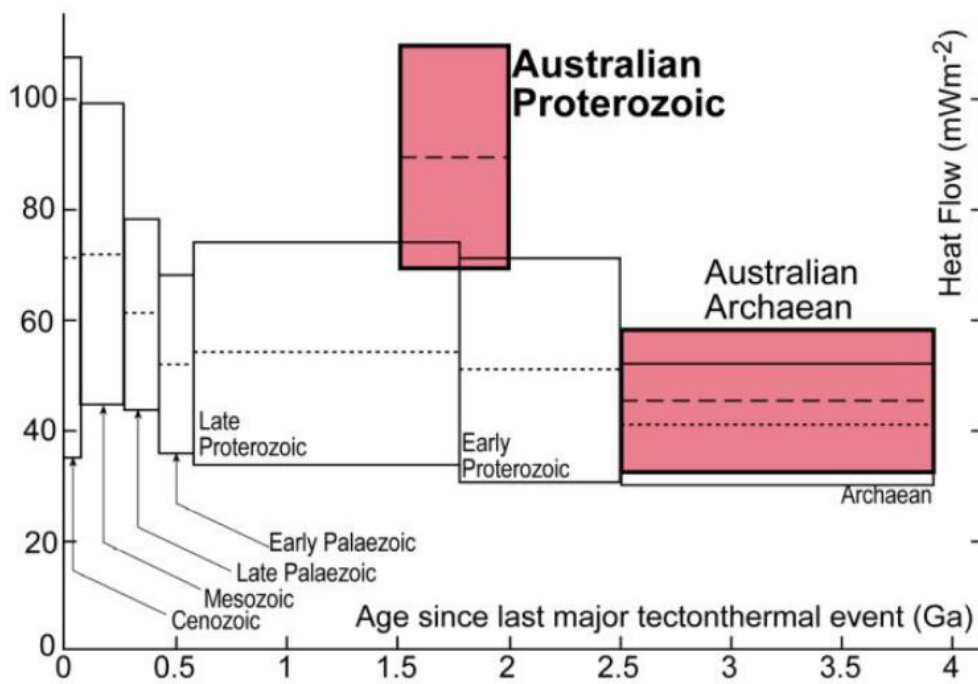 100
80
60
40
20
0
Australian
Proterozoic
Heat Flow (mWm-2)
Australian
Archaean
Late
Proterozoic
Early
Proterozoic
Archaean
Early Palaezoic
Late Palaezoic
Mesozoic
Cenozoic
Age since last major tectonthermal event (Ga)
0 0.5 1 1.5 2 2.5 3 3.5 4